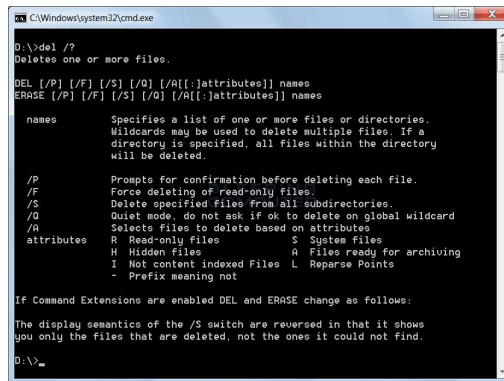 C:\Windows\system32\cmd.exe
D:\>del /?
Deletes one or more files.
DEL [/P] [/F] [/S] [/Q] [/A[[:]attributes]] names
ERASE [/P] [/F] [/S] [/Q] [/A[[:]attributes]] names
names Specifies a list of one or more files or directories.
Wildcards may be used to delete multiple files. If a
directory is specified, all files within the directory
will be deleted.
/P Prompts for confirmation before deleting each file.
/F Force deleting of read-only files.
/S Delete specified files from all subdirectories.
/Q Quiet mode, do not ask if ok to delete on global wildcard
/A Selects files to delete based on attributes
attributes R Read-only files S System files
H Hidden files A Files ready for archiving
I Not content indexed Files L Reparse Points
- Prefix meaning not
If Command Extensions are enabled DEL and ERASE change as follows:
The display semantics of the /S switch are reversed in that it shows
you only the files that are deleted, not the ones it could not find.
D:\>_